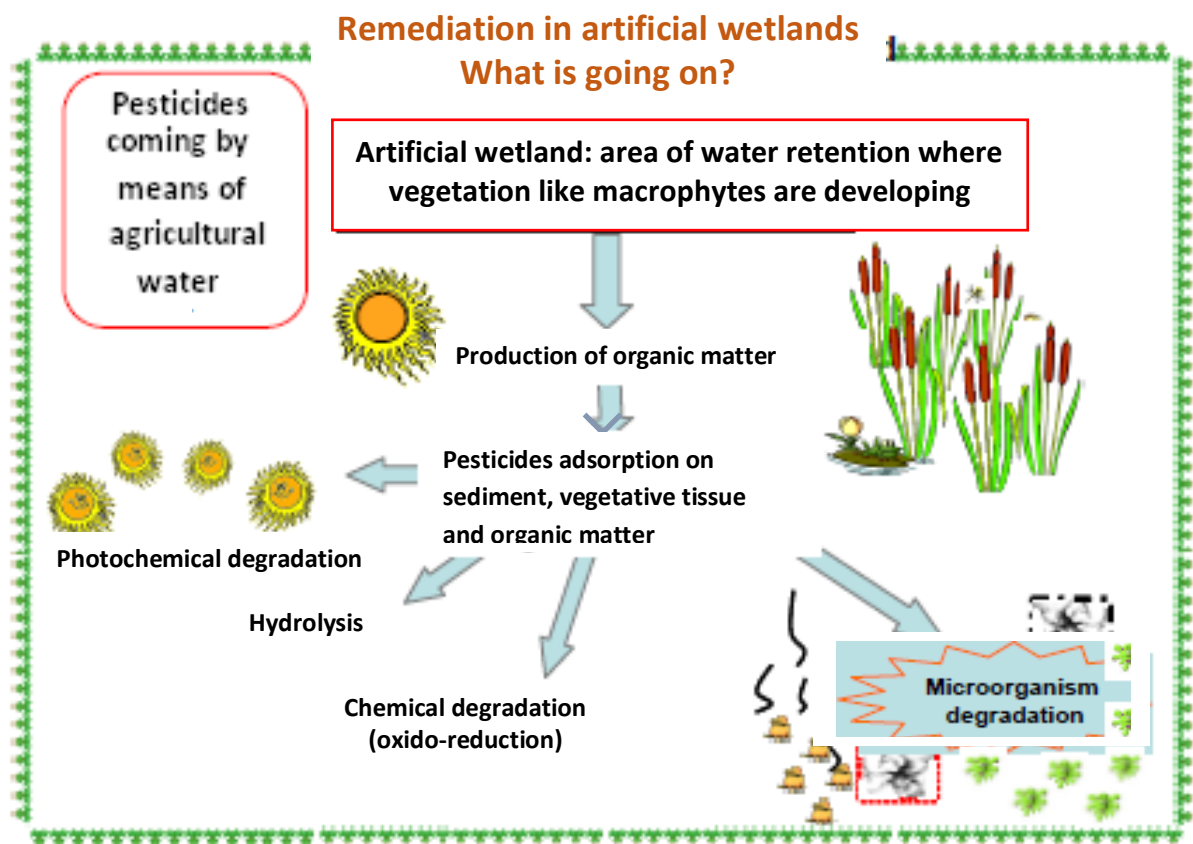 Remediation in artificial wetlands
What is going on?
Pesticides
coming by
means of
agricultural
water
Artificial wetland: area of water retention where
vegetation like macrophytes are developing
Production of organic matter
Pesticides adsorption on
sediment, vegetative tissue
and organic matter
Photochemical degradation
Hydrolysis
Chemical degradation
(oxido-reduction)
Microorganism
degradation